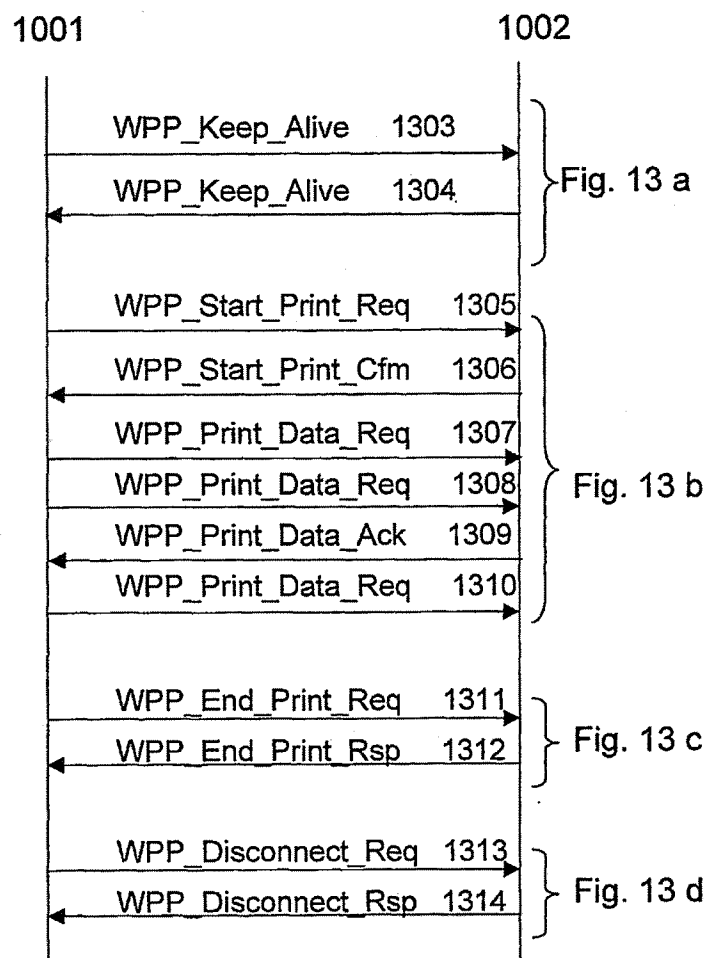 1001 1002
WPP_Keep_Alive 1303
WPP_Keep_Alive 1304
Fig. 13 a
WPP_Start_Print_Req 1305
WPP_Start_Print_Cfm 1306
WPP_Print_Data_Req 1307
WPP_Print_Data_Req 1308
Fig. 13 b
WPP_Print_Data_Ack 1309
WPP_Print_Data_Req 1310
WPP_End_Print_Req 1311
Fig. 13 c
WPP_End_Print_Rsp 1312
WPP_Disconnect_Req 1313
Fig. 13 d
WPP_Disconnect_Rsp 1314